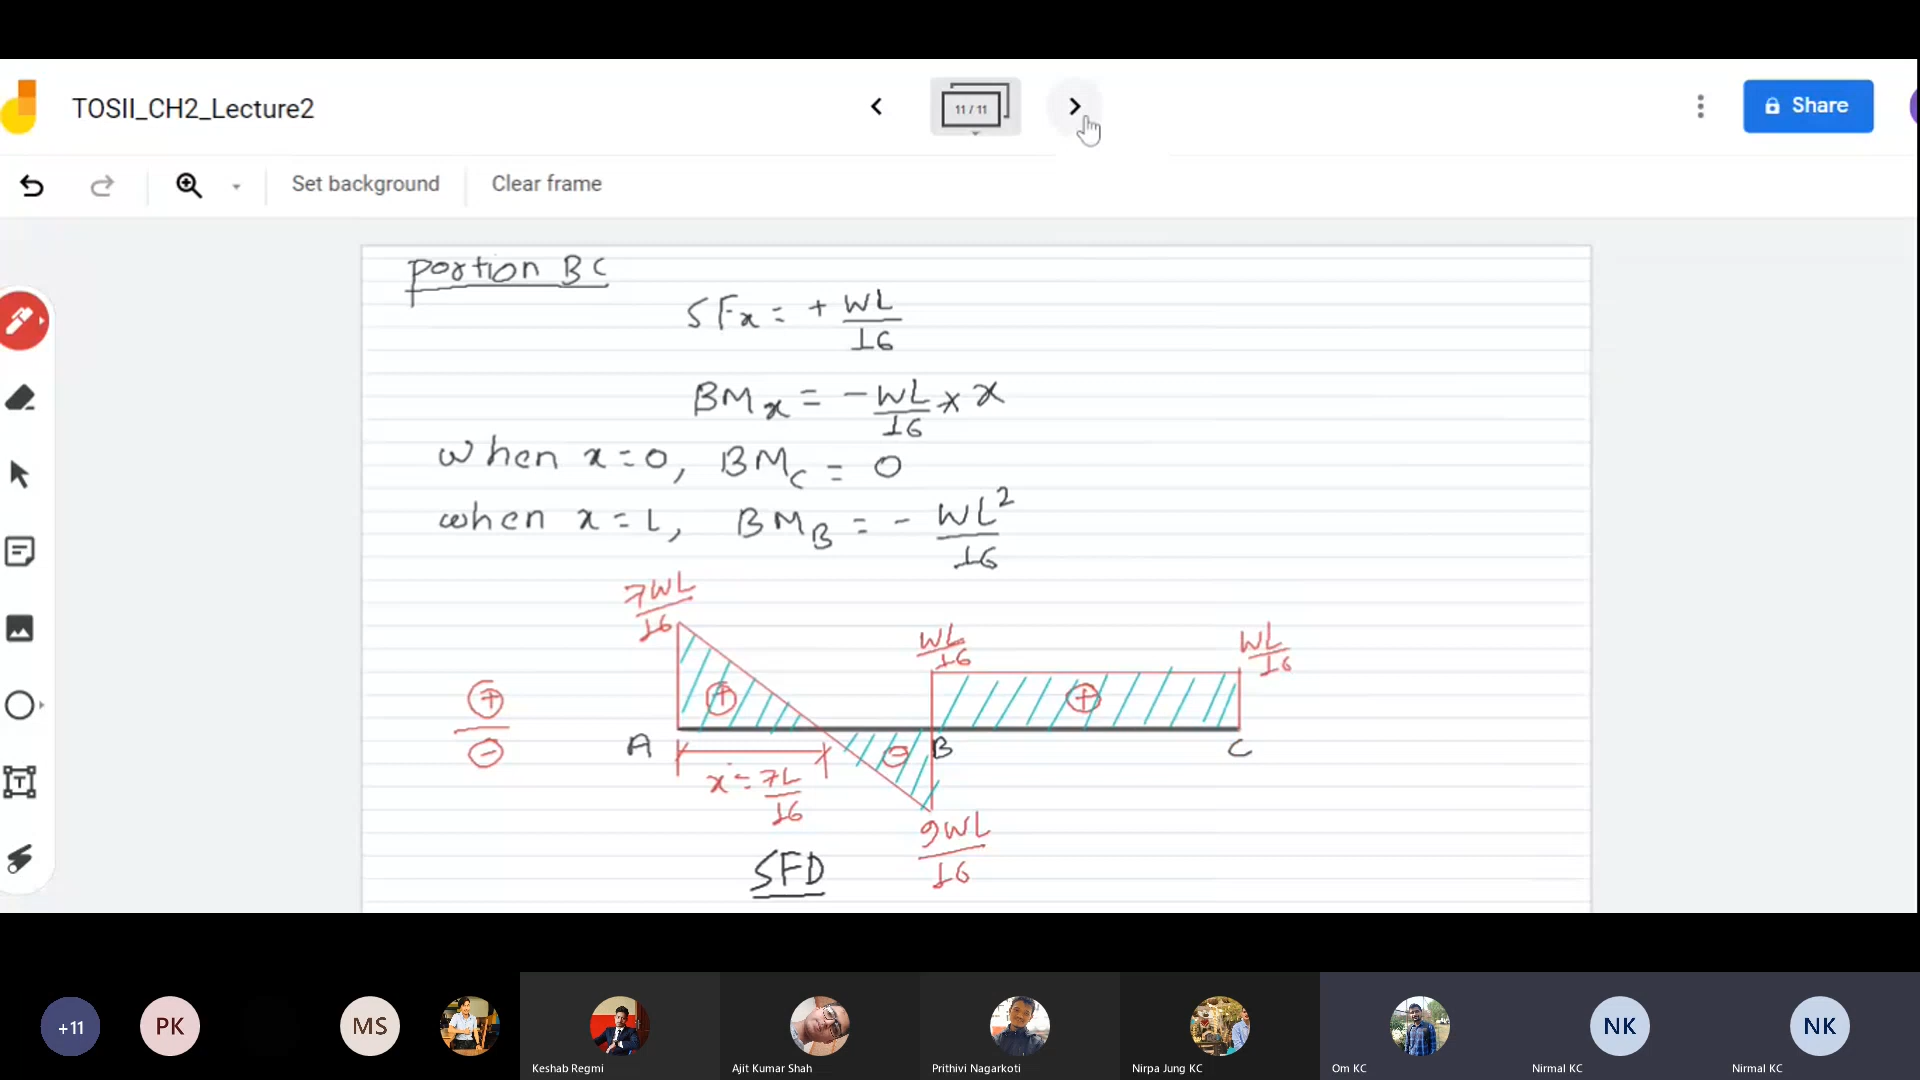 TOSII_CH2_Lecture2
11 / 11
Share
Set background
Clear frame
portion BC
SFx = + WL/16
BMx = - WL/16 × x
when x=0, BMC = 0
when x=L, BMB = - WL²/16
7WL/16
WL/16
WL/16
+
+
+
-
-
A
B
C
x = 7L/16
9WL/16
SFD
+11
PK
MS
NK
NK
Keshab Regmi
Ajit Kumar Shah
Prithivi Nagarkoti
Nirpa Jung KC
Om KC
Nirmal KC
Nirmal KC